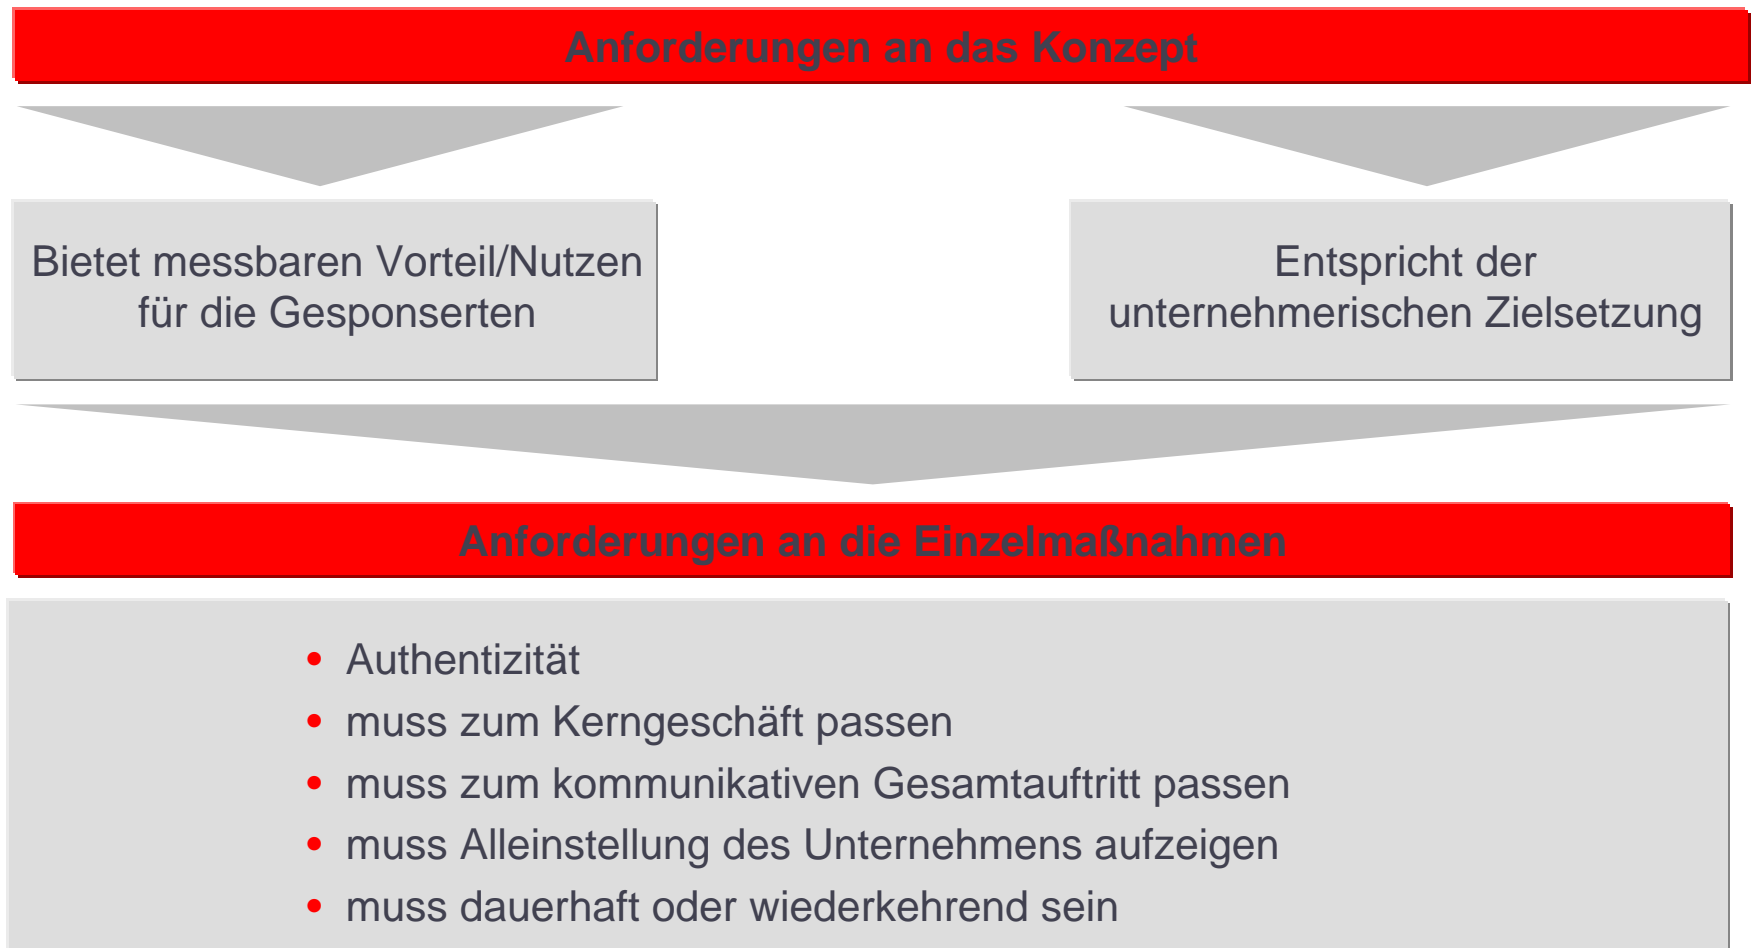 Anforderungen an das Konzept
Bietet messbaren Vorteil/Nutzen
für die Gesponserten
Entspricht der
unternehmerischen Zielsetzung
Anforderungen an die Einzelmaßnahmen
• Authentizität
• muss zum Kerngeschäft passen
• muss zum kommunikativen Gesamtauftritt passen
• muss Alleinstellung des Unternehmens aufzeigen
• muss dauerhaft oder wiederkehrend sein